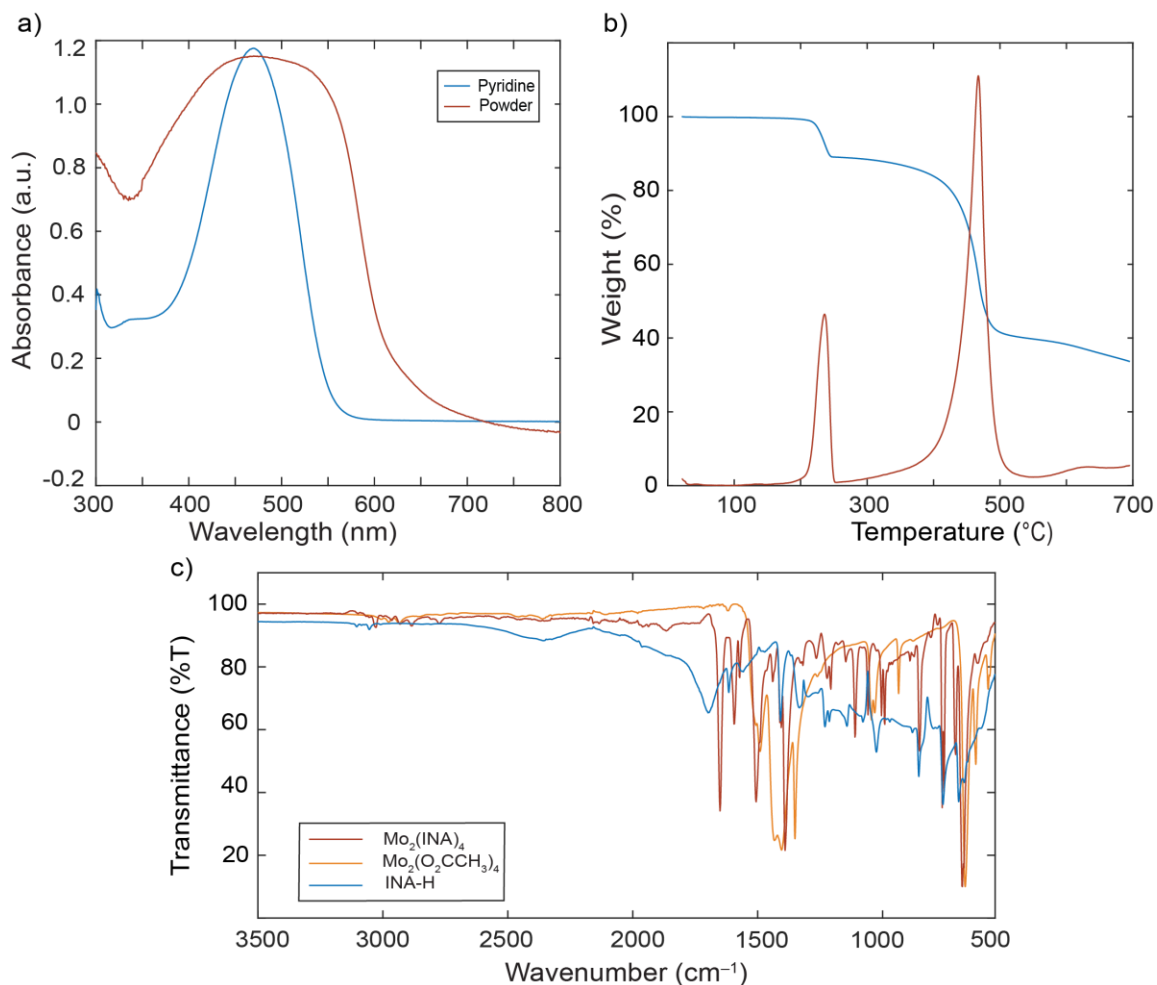 a)
Absorbance (a.u.)
1.2
1.0
0.8
0.6
0.4
0.2
0
-0.2
300 400 500 600 700 800
Wavelength (nm)
Pyridine
Powder
b)
Weight (%)
100
80
60
40
20
0
100 300 500 700
Temperature (°C)
c)
Transmittance (%T)
100
80
60
40
20
3500 3000 2500 2000 1500 1000 500
Wavenumber (cm⁻¹)
Mo₂(INA)₄
Mo₂(O₂CCH₃)₄
INA-H